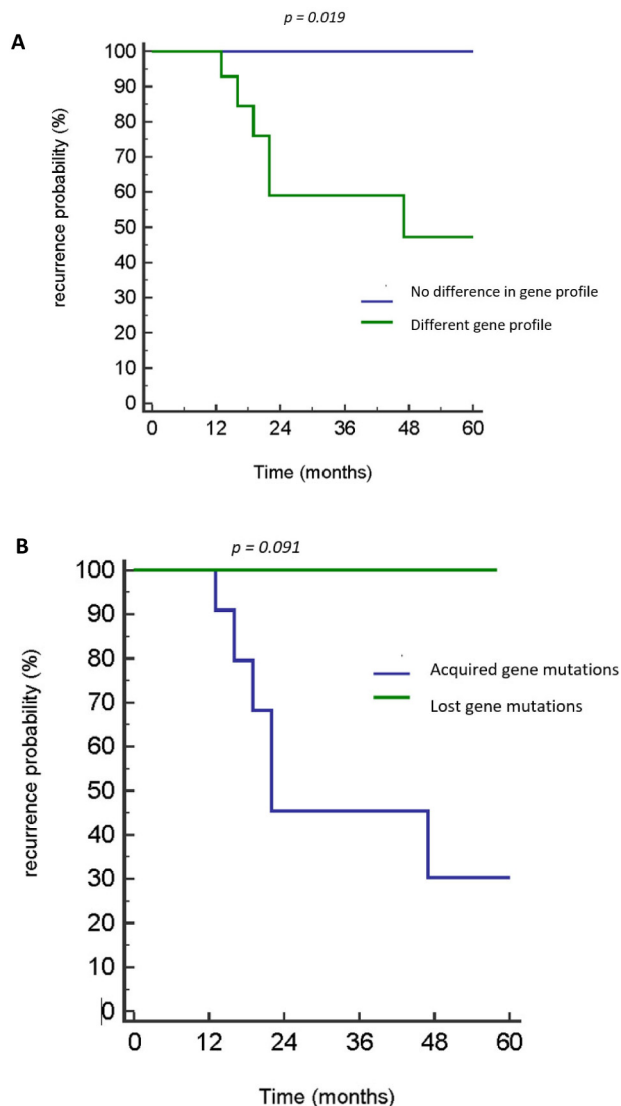 p = 0.019
A
recurrence probability (%)
100
90
80
70
60
50
40
30
20
10
0
No difference in gene profile
Different gene profile
0 12 24 36 48 60
Time (months)
B
p = 0.091
recurrence probability (%)
100
90
80
70
60
50
40
30
20
10
0
Acquired gene mutations
Lost gene mutations
0 12 24 36 48 60
Time (months)